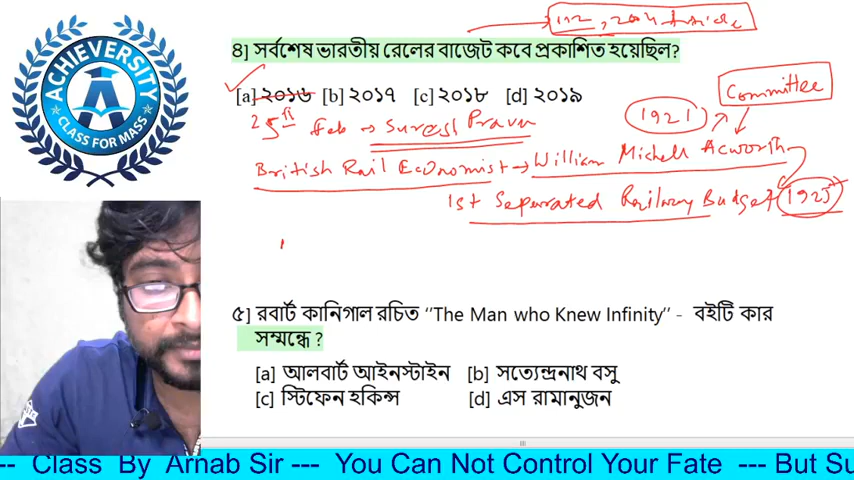 112, 204 Article
৪] সর্বশেষ ভারতীয় রেলের বাজেট কবে প্রকাশিত হয়েছিল?
[a] ২০১৬ [b] ২০১৭ [c] ২০১৮ [d] ২০১৯
Committee
25th Feb → Suresh Pravu
1921
British Rail Economist → William Michell Acworth
1st Sepurated Railway Budget 1925
৫] রবার্ট কানিগাল রচিত “The Man who Knew Infinity” - বইটি কার
সম্মন্ধে ?
[a] আলবার্ট আইনস্টাইন [b] সত্যেন্দ্রনাথ বসু
[c] স্টিফেন হকিন্স [d] এস রামানুজন
ACHIEVERSITY
CLASS FOR MASS
-- Class By Arnab Sir --- You Can Not Control Your Fate --- But Su